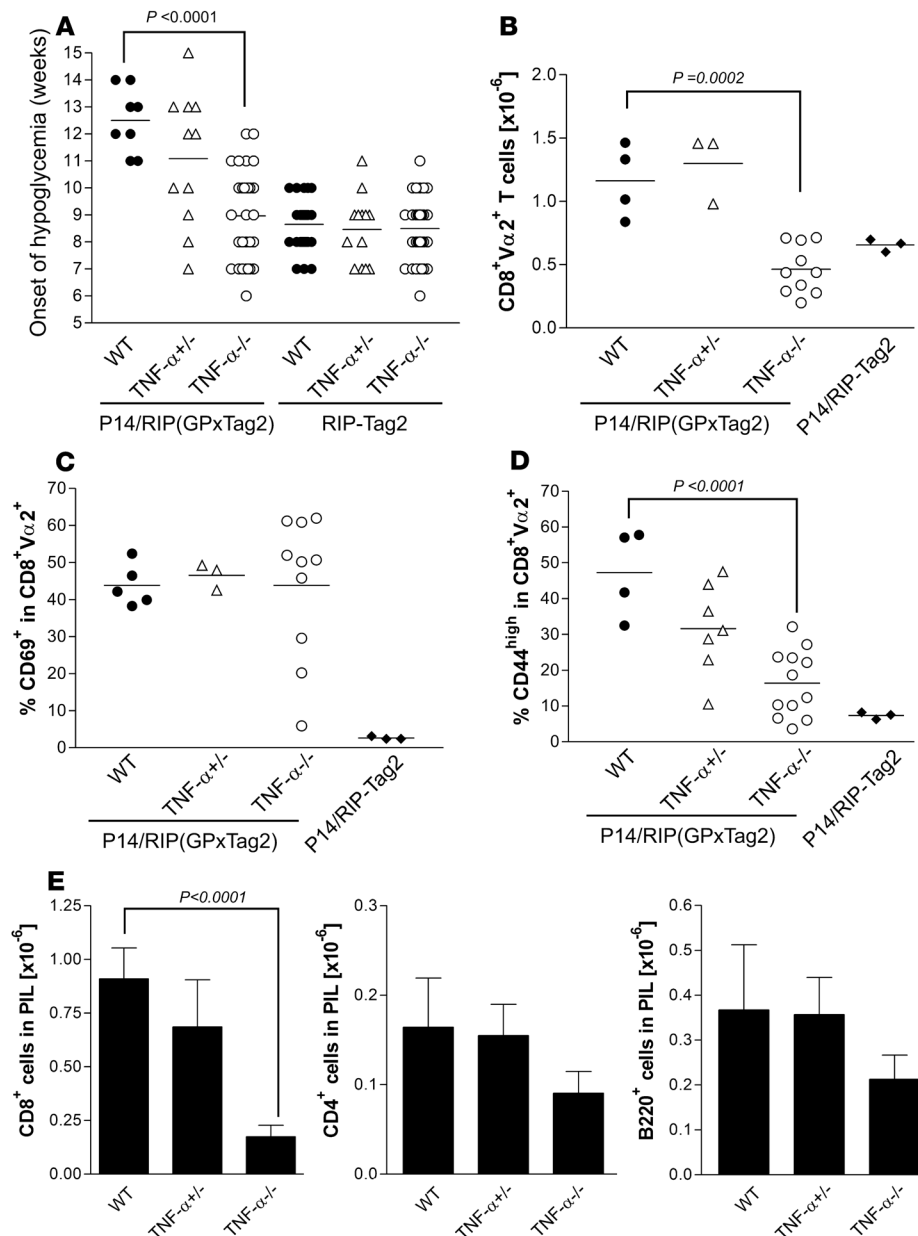 A
P <0.0001
Onset of hypoglycemia (weeks)
15
14
13
12
11
10
9
8
7
6
5
WT
TNF-α+/-
TNF-α-/-
WT
TNF-α+/-
TNF-α-/-
P14/RIP(GPxTag2)
RIP-Tag2
B
P =0.0002
CD8⁺Vα2⁺ T cells [x10⁻⁶]
2.0
1.5
1.0
0.5
0.0
WT
TNF-α+/-
TNF-α-/-
P14/RIP-Tag2
P14/RIP(GPxTag2)
C
% CD69⁺ in CD8⁺Vα2⁺
70
60
50
40
30
20
10
0
WT
TNF-α+/-
TNF-α-/-
P14/RIP-Tag2
P14/RIP(GPxTag2)
D
P <0.0001
% CD44ʰⁱᵍʰ in CD8⁺Vα2⁺
70
60
50
40
30
20
10
0
WT
TNF-α+/-
TNF-α-/-
P14/RIP-Tag2
P14/RIP(GPxTag2)
E
P<0.0001
CD8⁺ cells in PIL [x10⁻⁶]
1.25
1.00
0.75
0.50
0.25
0.00
WT
TNF-α+/-
TNF-α-/-
CD4⁺ cells in PIL [x10⁻⁶]
0.3
0.2
0.1
0.0
WT
TNF-α+/-
TNF-α-/-
B220⁺ cells in PIL [x10⁻⁶]
0.6
0.5
0.4
0.3
0.2
0.1
0.0
WT
TNF-α+/-
TNF-α-/-